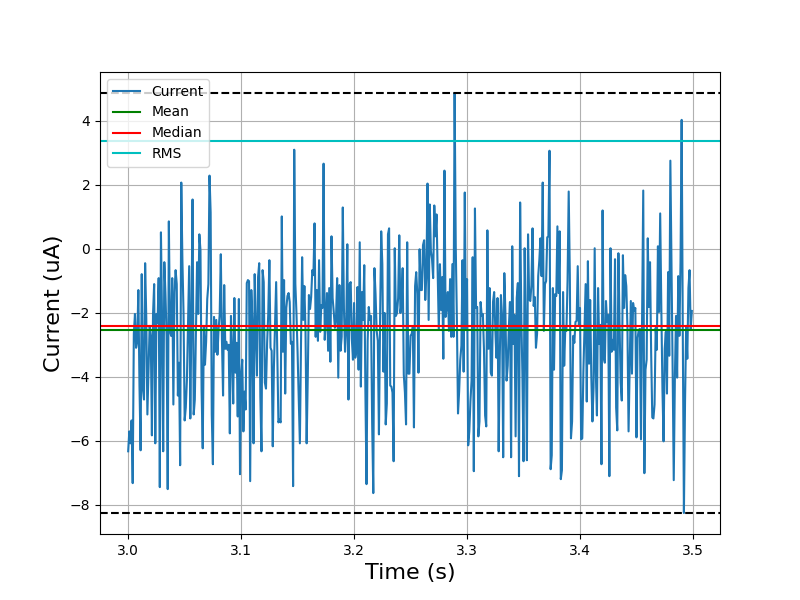 Current
Mean
Median
RMS
4
2
0
−2
−4
−6
−8
Current (uA)
3.0 3.1 3.2 3.3 3.4 3.5
Time (s)